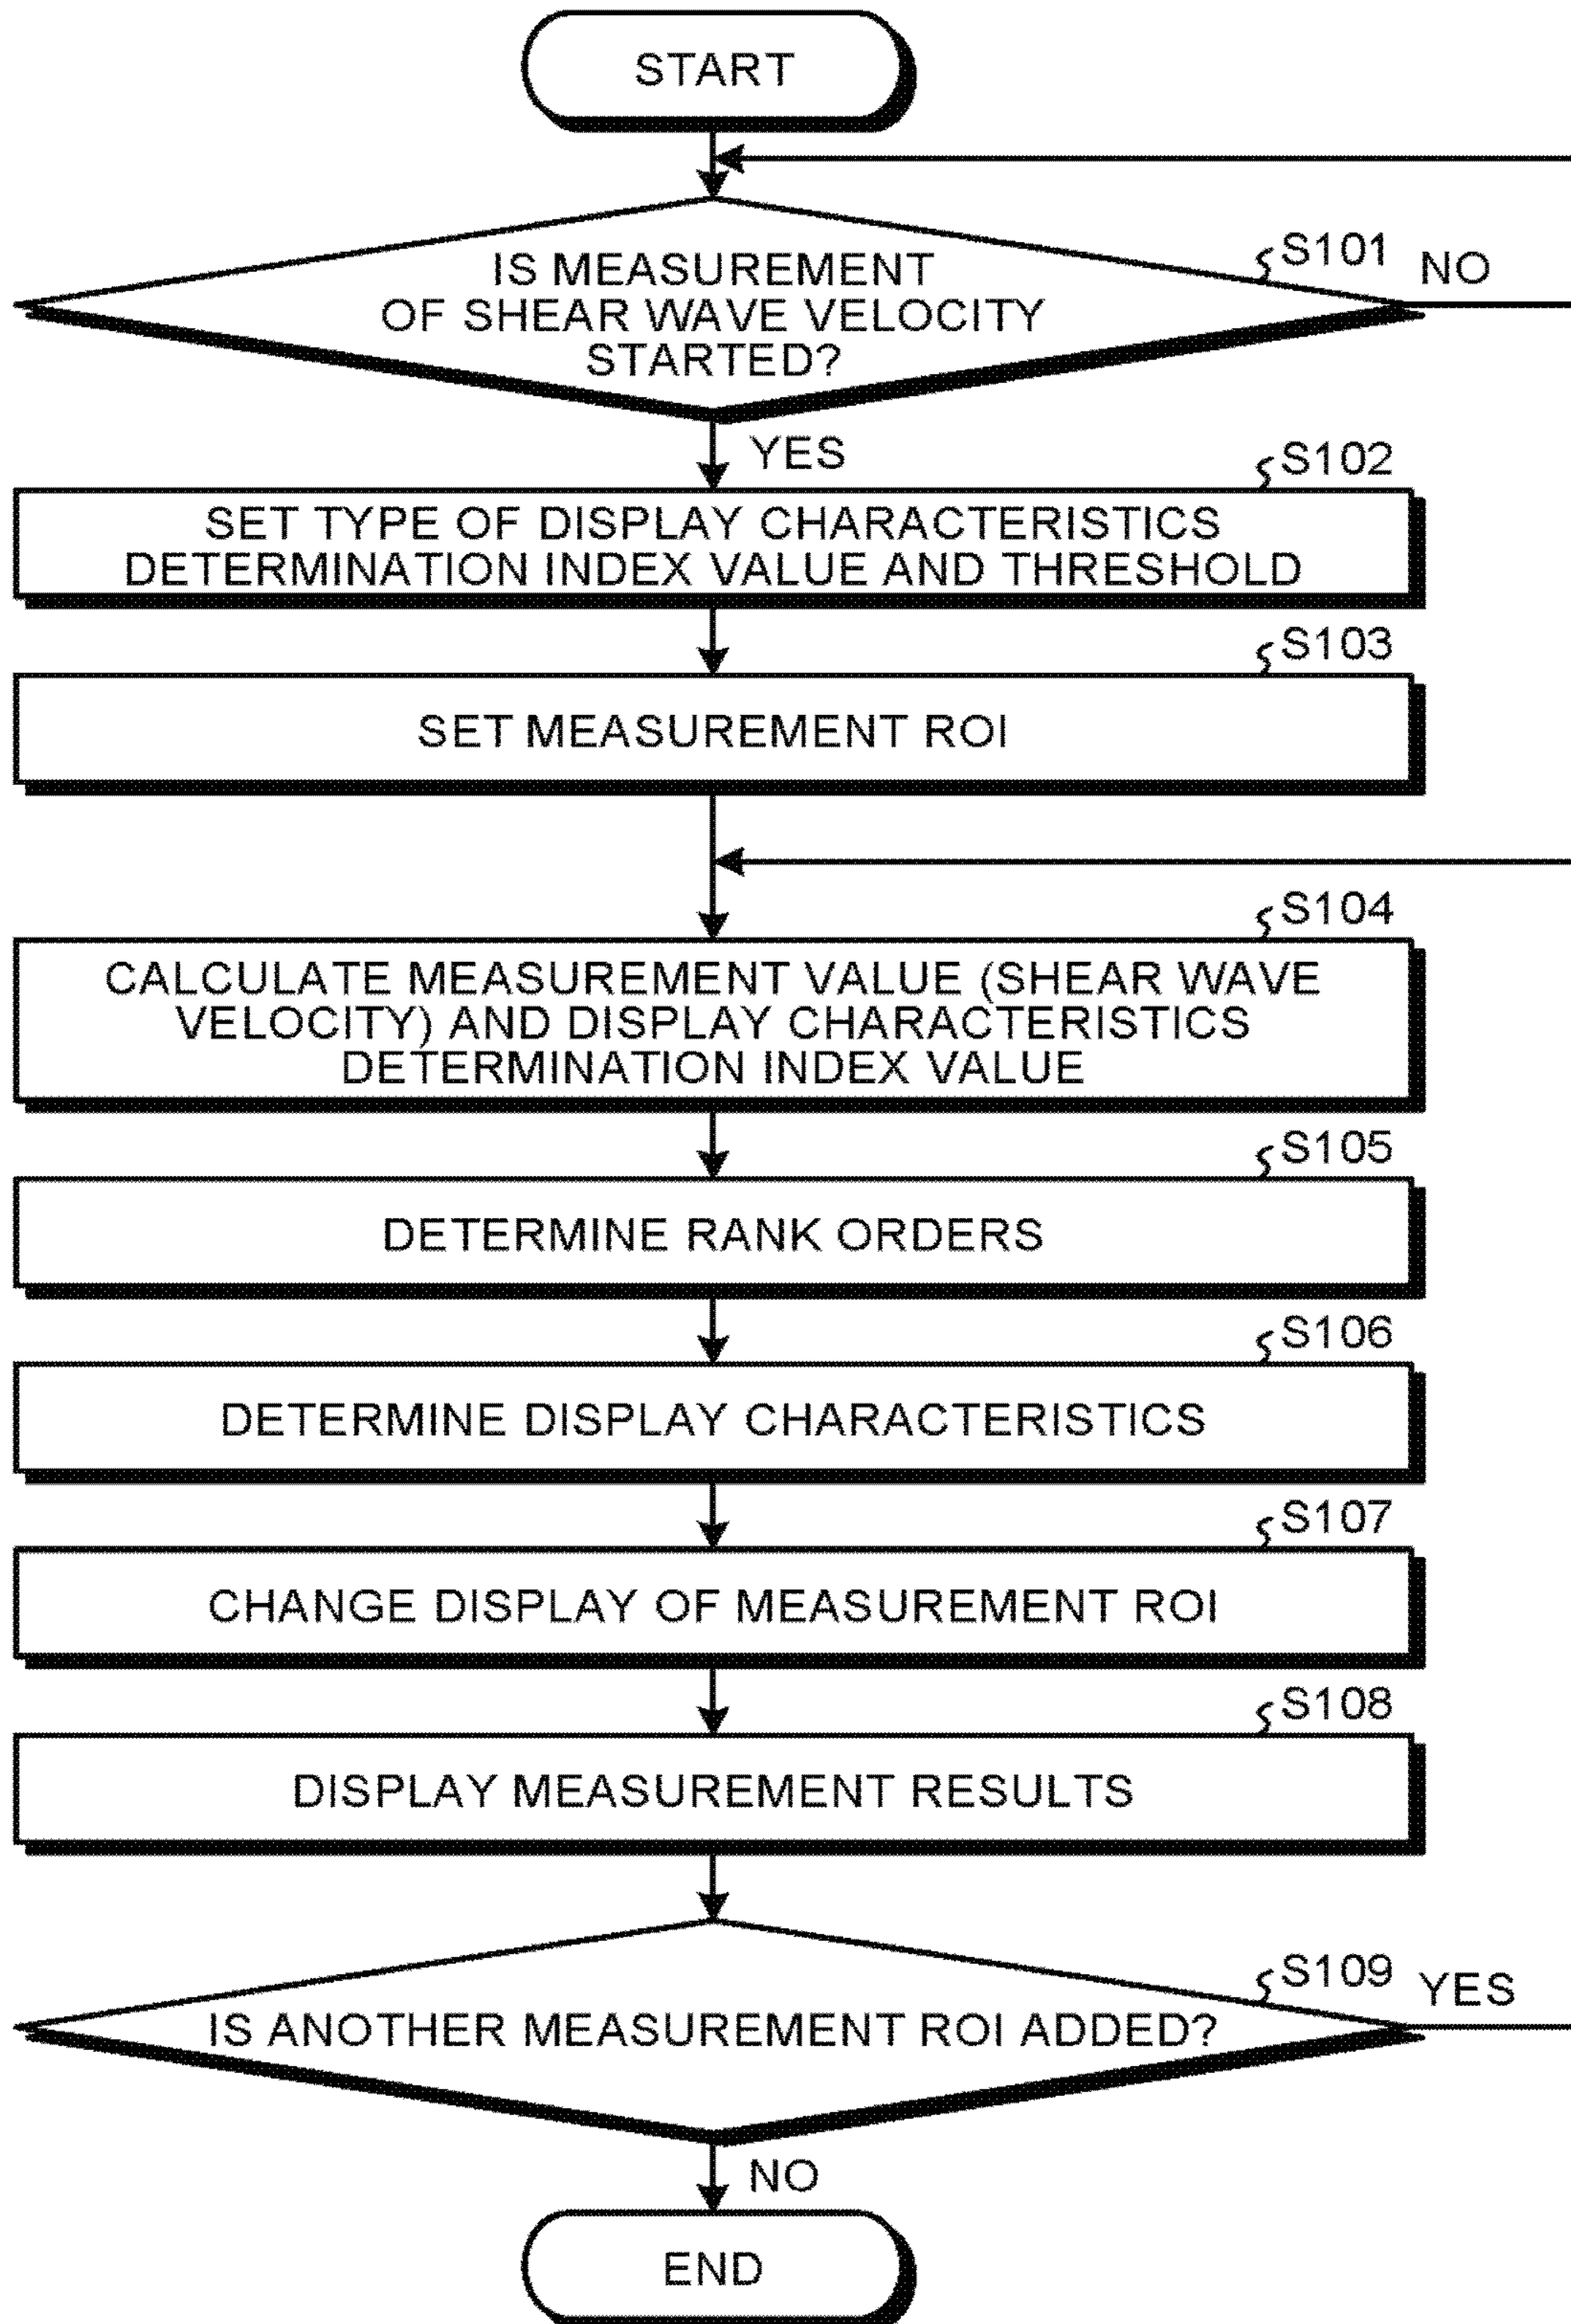 START
S101
NO
IS MEASUREMENT
OF SHEAR WAVE VELOCITY
STARTED?
YES
S102
SET TYPE OF DISPLAY CHARACTERISTICS
DETERMINATION INDEX VALUE AND THRESHOLD
S103
SET MEASUREMENT ROI
S104
CALCULATE MEASUREMENT VALUE (SHEAR WAVE
VELOCITY) AND DISPLAY CHARACTERISTICS
DETERMINATION INDEX VALUE
S105
DETERMINE RANK ORDERS
S106
DETERMINE DISPLAY CHARACTERISTICS
S107
CHANGE DISPLAY OF MEASUREMENT ROI
S108
DISPLAY MEASUREMENT RESULTS
S109
YES
IS ANOTHER MEASUREMENT ROI ADDED?
NO
END